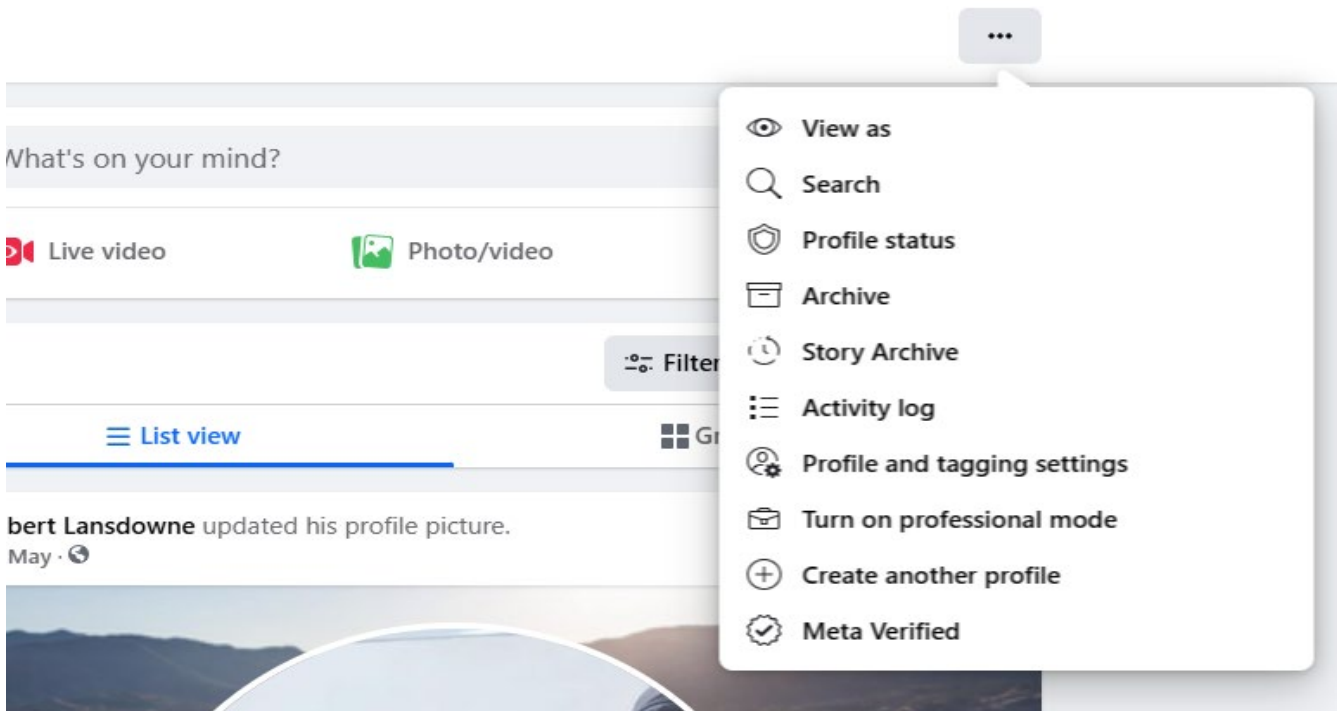 What's on your mind?
Live video
Photo/video
Filter
List view
bert Lansdowne updated his profile picture.
May ·
View as
Search
Profile status
Archive
Story Archive
Activity log
Profile and tagging settings
Turn on professional mode
Create another profile
Meta Verified